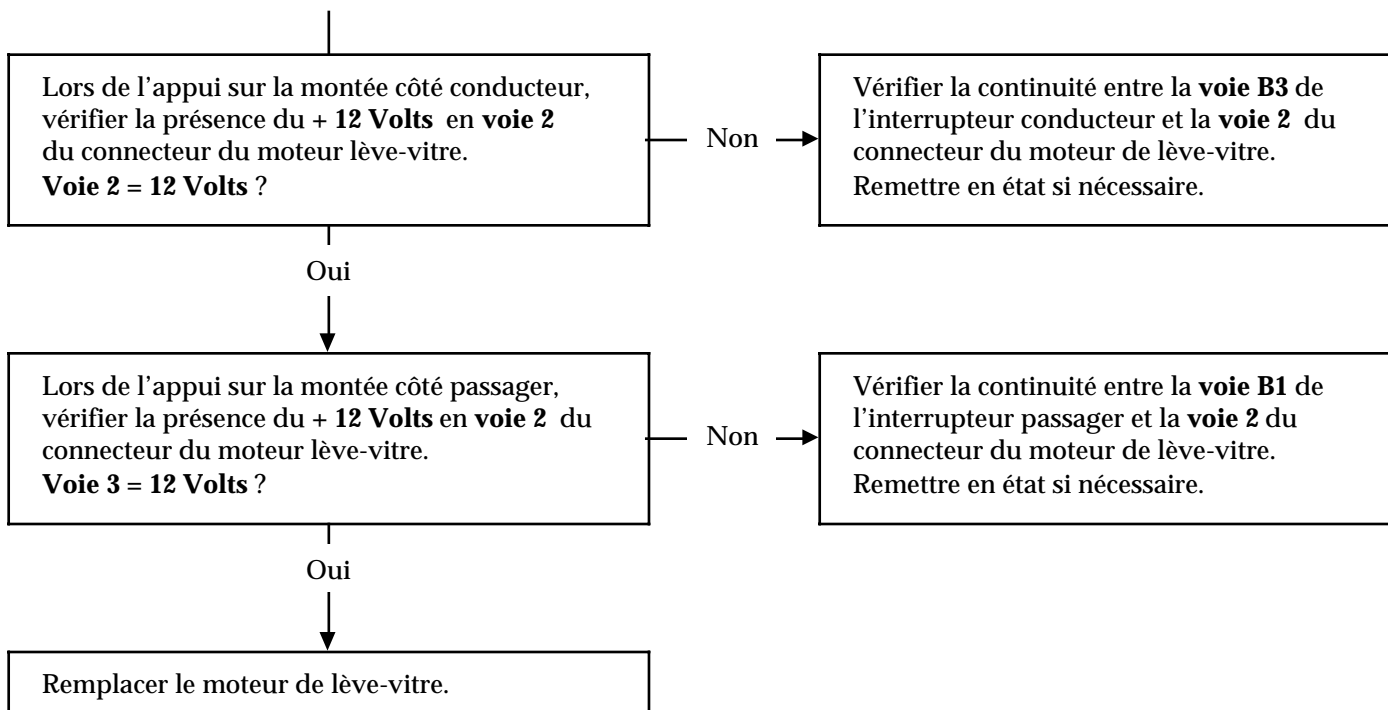 Lors de l'appui sur la montée côté conducteur,
vérifier la présence du + 12 Volts en voie 2
du connecteur du moteur lève-vitre.
Voie 2 = 12 Volts ?
Non
Vérifier la continuité entre la voie B3 de
l'interrupteur conducteur et la voie 2 du
connecteur du moteur de lève-vitre.
Remettre en état si nécessaire.
Oui
Lors de l'appui sur la montée côté passager,
vérifier la présence du + 12 Volts en voie 2 du
connecteur du moteur lève-vitre.
Voie 3 = 12 Volts ?
Non
Vérifier la continuité entre la voie B1 de
l'interrupteur passager et la voie 2 du
connecteur du moteur de lève-vitre.
Remettre en état si nécessaire.
Oui
Remplacer le moteur de lève-vitre.